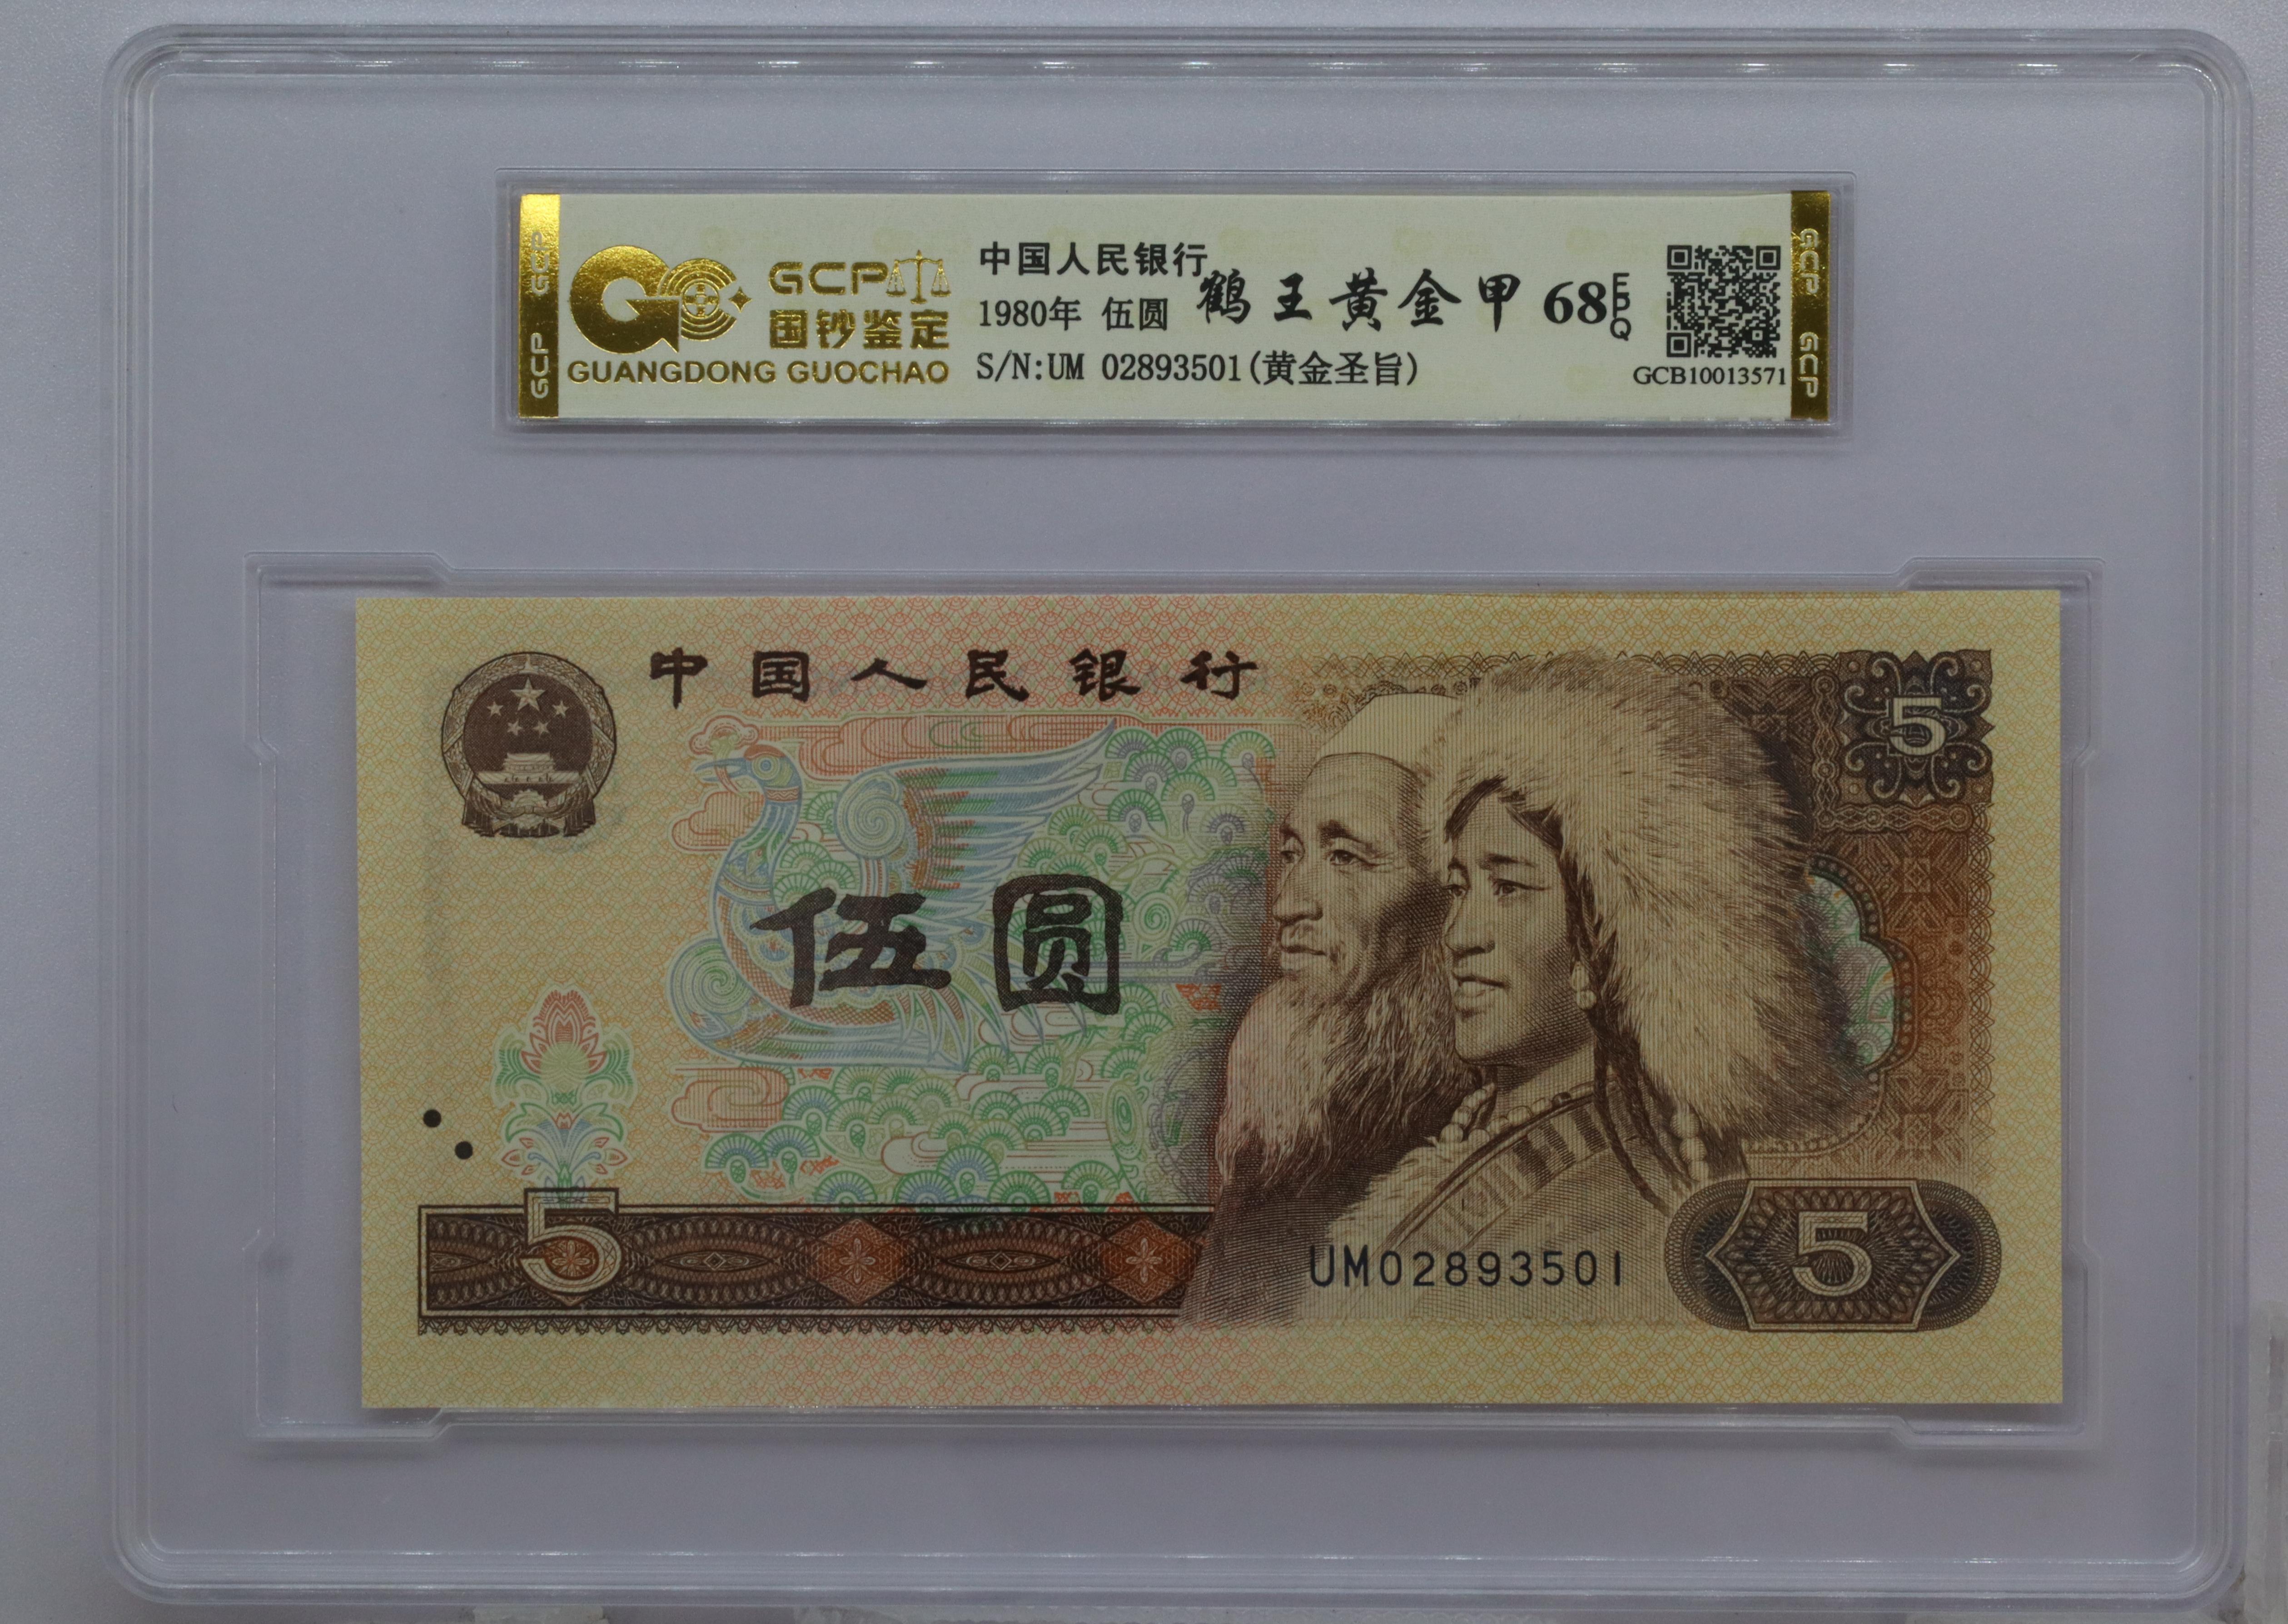 GCP
国钞鉴定
GUANGDONG GUOCHAO
中国人民银行
1980年 伍圆
S/N:UM 02893501(黄金圣旨)
鹤王黄金甲
68
EPQ
GCB10013571
GCP
GCP
GCP
GCP
中国人民银行
5
伍圆
5
UM02893501
5